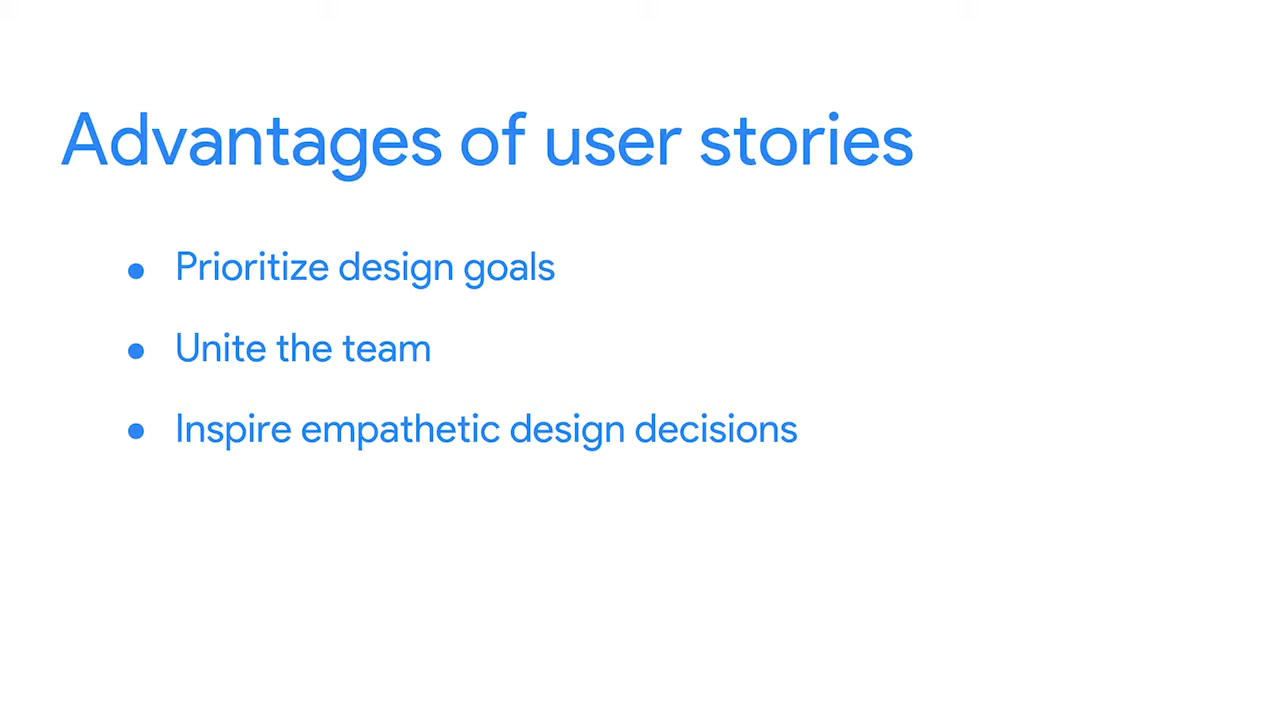 Advantages of user stories
● Prioritize design goals
● Unite the team
● Inspire empathetic design decisions